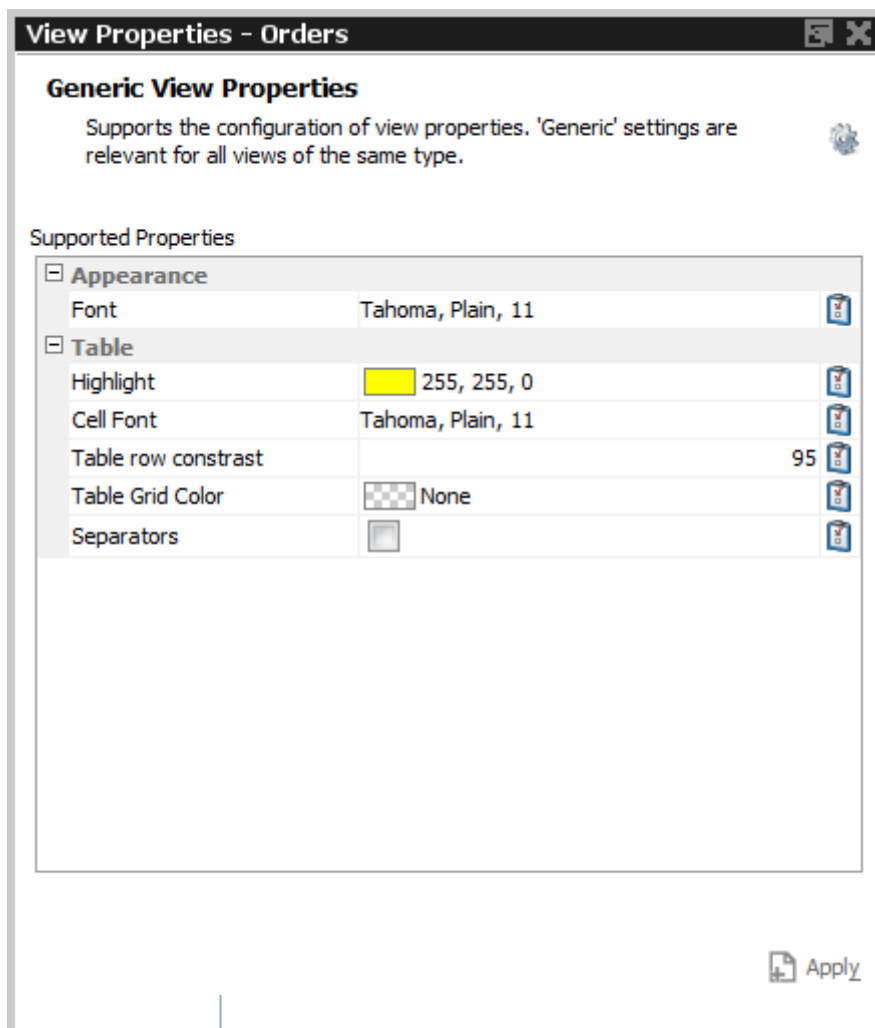 View Properties - Orders
Generic View Properties
Supports the configuration of view properties. 'Generic' settings are
relevant for all views of the same type.
Supported Properties
Appearance
Font Tahoma, Plain, 11
Table
Highlight 255, 255, 0
Cell Font Tahoma, Plain, 11
Table row constrast 95
Table Grid Color None
Separators
Apply